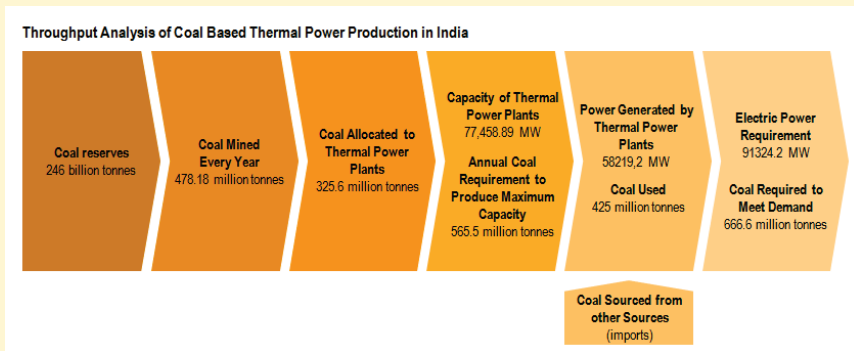 Throughput Analysis of Coal Based Thermal Power Production in India
Coal reserves
246 billion tonnes
Coal Mined
Every Year
478.18 million tonnes
Coal Allocated to
Thermal Power
Plants
325.6 million tonnes
Capacity of Thermal
Power Plants
77,458.89 MW
Annual Coal
Requirement to
Produce Maximum
Capacity
565.5 million tonnes
Power Generated by
Thermal Power
Plants
58219,2 MW
Coal Used
425 million tonnes
Electric Power
Requirement
91324.2 MW
Coal Required to
Meet Demand
666.6 million tonnes
Coal Sourced from
other Sources
(imports)